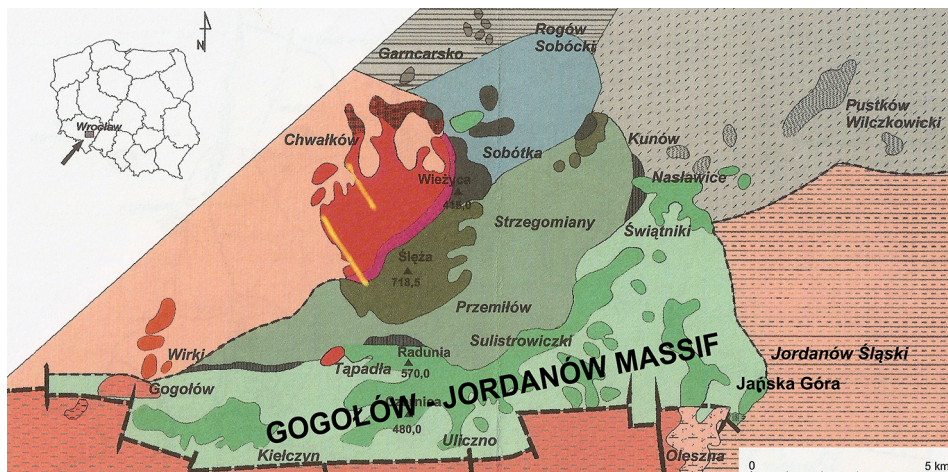 N
Wrocław
Garncarsko
Rogów
Sobócki
Chwałków
Sobótka
Kunów
Pustków
Wilczkowicki
Wieżyca
418,0
Nasławice
Strzegomiany
Świątniki
Ślęża
718,5
Przemiłów
Sulistrowiczki
Wirki
Tąpadła
Radunia
570,0
Gogołów
Jordanów Śląski
Jańska Góra
GOGOŁÓW - JORDANÓW MASSIF
480,0
Uliczno
Kiełczyn
Oleszna
0 5 km